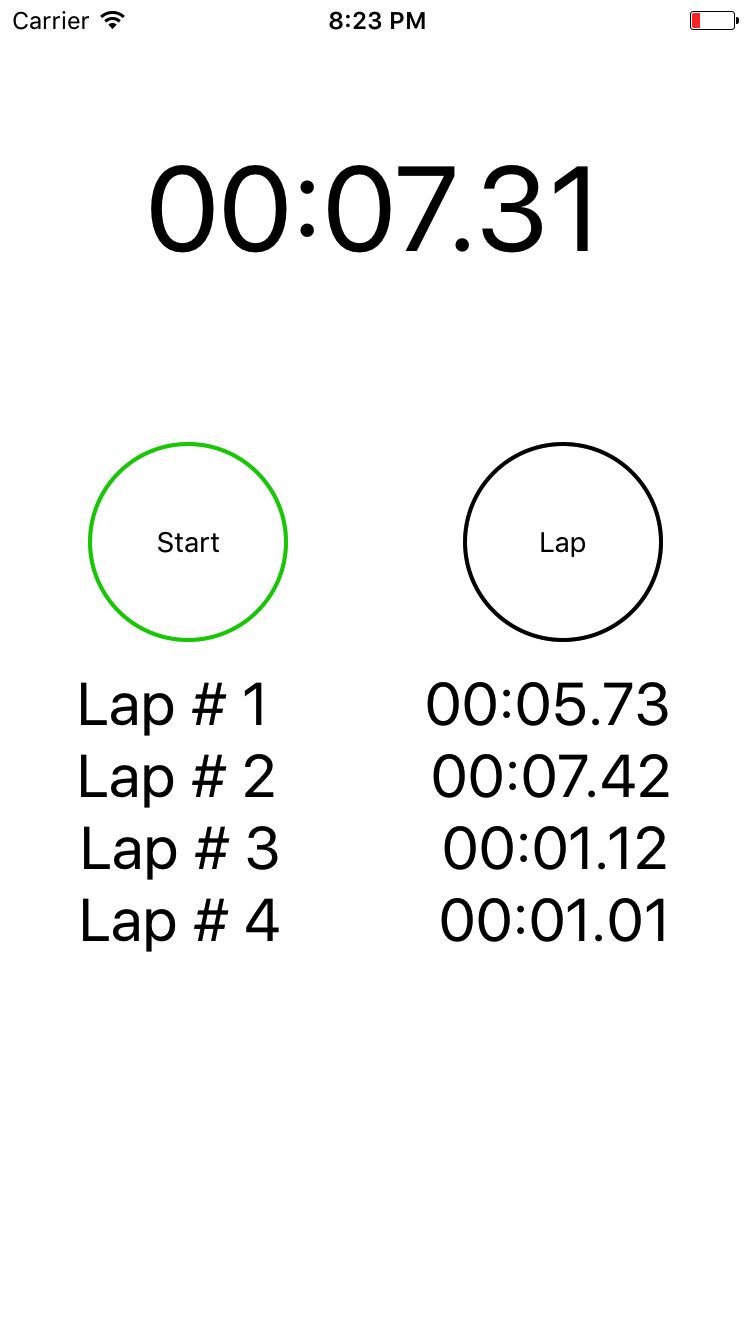 Carrier 8:23 PM
00:07.31
Start Lap
Lap # 1 00:05.73
Lap # 2 00:07.42
Lap # 3 00:01.12
Lap # 4 00:01.01